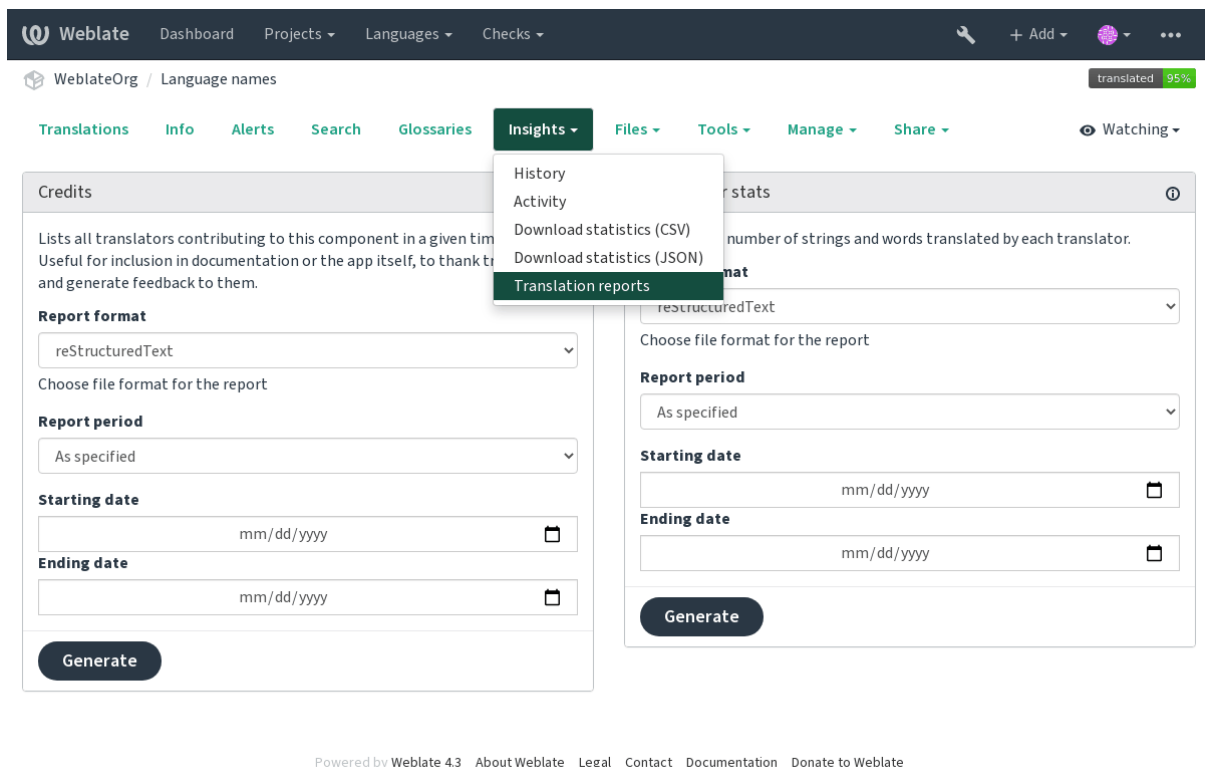 Weblate Dashboard Projects Languages Checks + Add
WeblateOrg / Language names translated 95%
Translations Info Alerts Search Glossaries Insights Files Tools Manage Share Watching
History
Activity
Download statistics (CSV)
Download statistics (JSON)
Translation reports
Credits
Lists all translators contributing to this component in a given
Useful for inclusion in documentation or the app itself, to thank
and generate feedback to them.
Report format
reStructuredText
Choose file format for the report
Report period
As specified
Starting date
mm/dd/yyyy
Ending date
mm/dd/yyyy
Generate
stats
number of strings and words translated by each translator.
reStructuredText
Choose file format for the report
Report period
As specified
Starting date
mm/dd/yyyy
Ending date
mm/dd/yyyy
Generate
Powered by Weblate 4.3 About Weblate Legal Contact Documentation Donate to Weblate